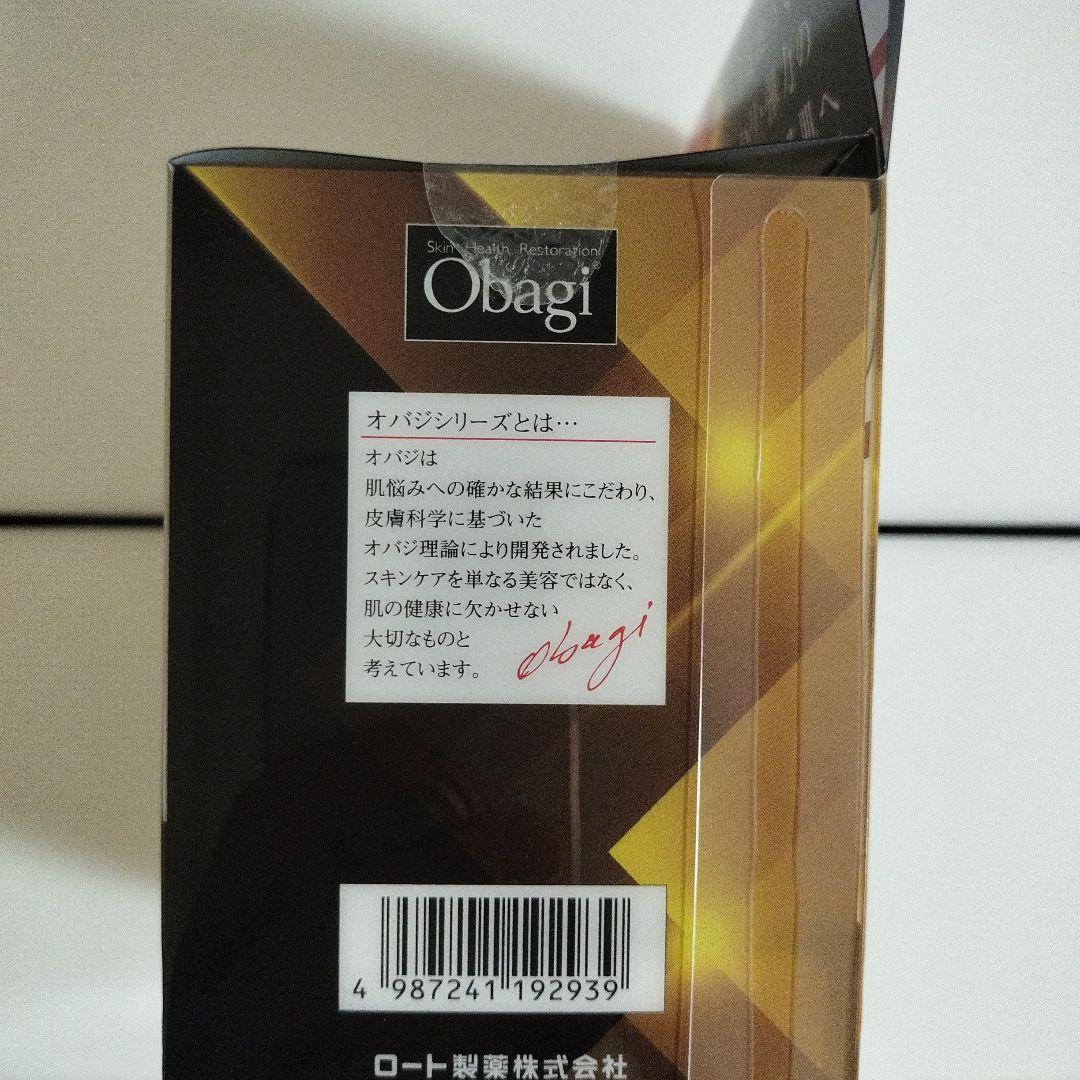 Skin Health Restoration
Obagi®
オバジシリーズとは…
オバジは
肌悩みへの確かな結果にこだわり、
皮膚科学に基づいた
オバジ理論により開発されました。
スキンケアを単なる美容ではなく、
肌の健康に欠かせない
大切なものと
考えています。
Obagi
4 987241 192939
ロート製薬株式会社